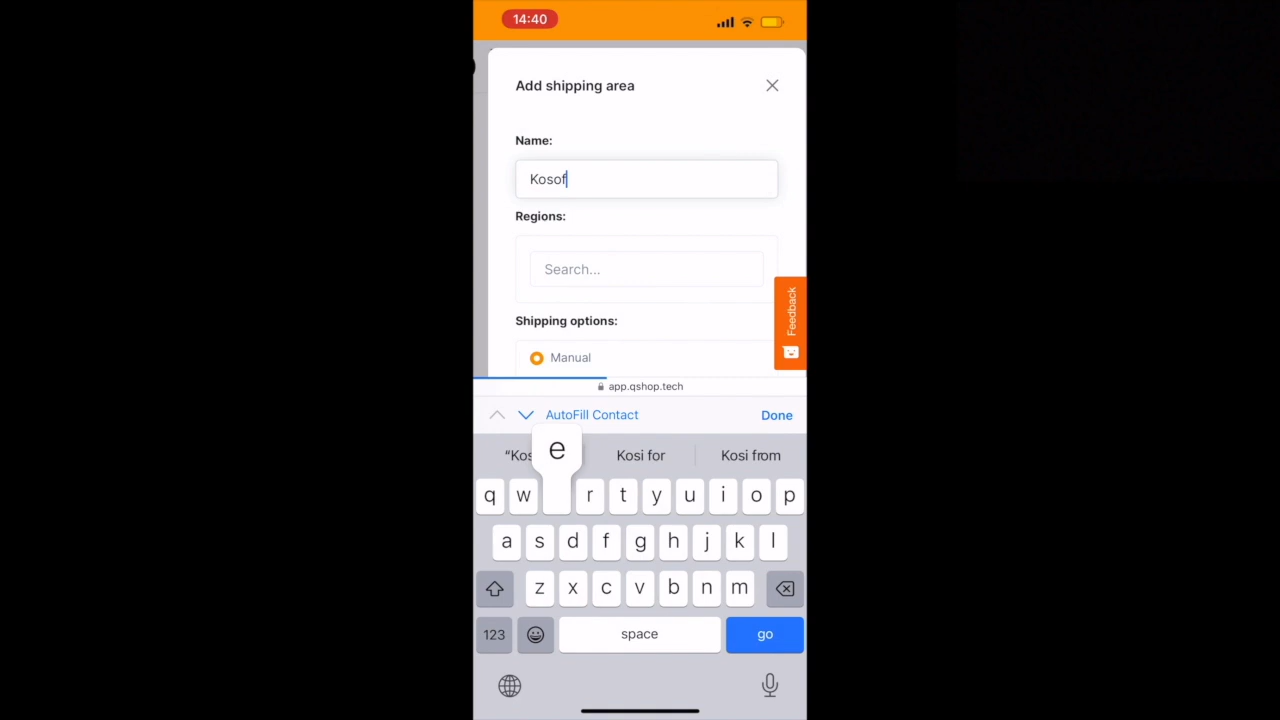 14:40
Add shipping area
Name:
Kosof
Regions:
Search...
Feedback
Shipping options:
Manual
app.qshop.tech
AutoFill Contact
Done
“Kos
Kosi for
Kosi from
e
q w r t y u i o p
a s d f g h j k l
z x c v b n m
123
space
go